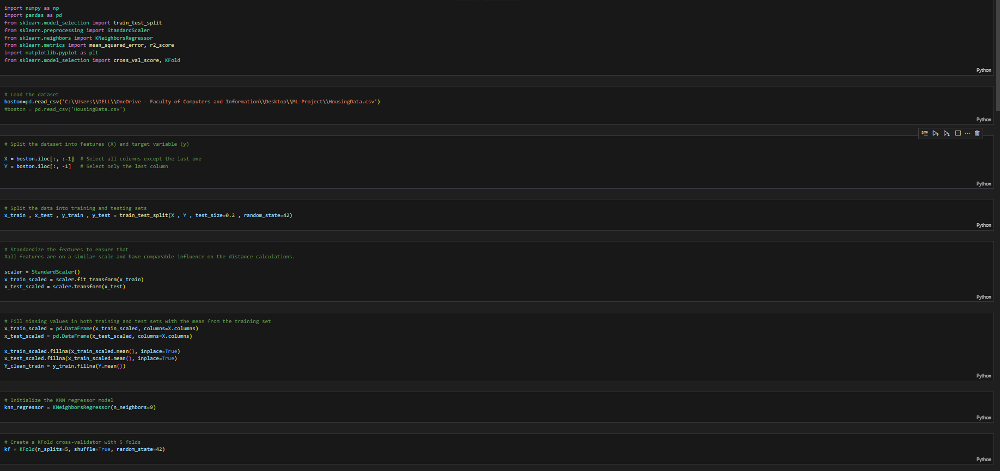 import numpy as np
import pandas as pd
from sklearn.model_selection import train_test_split
from sklearn.preprocessing import StandardScaler
from sklearn.neighbors import KNeighborsRegressor
from sklearn.metrics import mean_squared_error, r2_score
import matplotlib.pyplot as plt
from sklearn.model_selection import cross_val_score, KFold
Python
# Load the dataset
boston=pd.read_csv('C:\\Users\\DELL\\OneDrive - Faculty of Computers and Information\\Desktop\\ML-Project\\HousingData.csv')
#boston = pd.read_csv('HousingData.csv')
Python
# Split the dataset into features (X) and target variable (y)
X = boston.iloc[:, :-1]  # Select all columns except the last one
Y = boston.iloc[:, -1]   # Select only the last column
Python
# Split the data into training and testing sets
x_train , x_test , y_train , y_test = train_test_split(X , Y , test_size=0.2 , random_state=42)
Python
# Standardize the features to ensure that
#all features are on a similar scale and have comparable influence on the distance calculations.
scaler = StandardScaler()
x_train_scaled = scaler.fit_transform(x_train)
x_test_scaled = scaler.transform(x_test)
Python
# Fill missing values in both training and test sets with the mean from the training set
x_train_scaled = pd.DataFrame(x_train_scaled, columns=X.columns)
x_test_scaled = pd.DataFrame(x_test_scaled, columns=X.columns)
x_train_scaled.fillna(x_train_scaled.mean(), inplace=True)
x_test_scaled.fillna(x_train_scaled.mean(), inplace=True)
Y_clean_train = y_train.fillna(Y.mean())
Python
# Initialize the KNN regressor model
knn_regressor = KNeighborsRegressor(n_neighbors=9)
Python
# Create a KFold cross-validator with 5 folds
kf = KFold(n_splits=5, shuffle=True, random_state=42)
Python